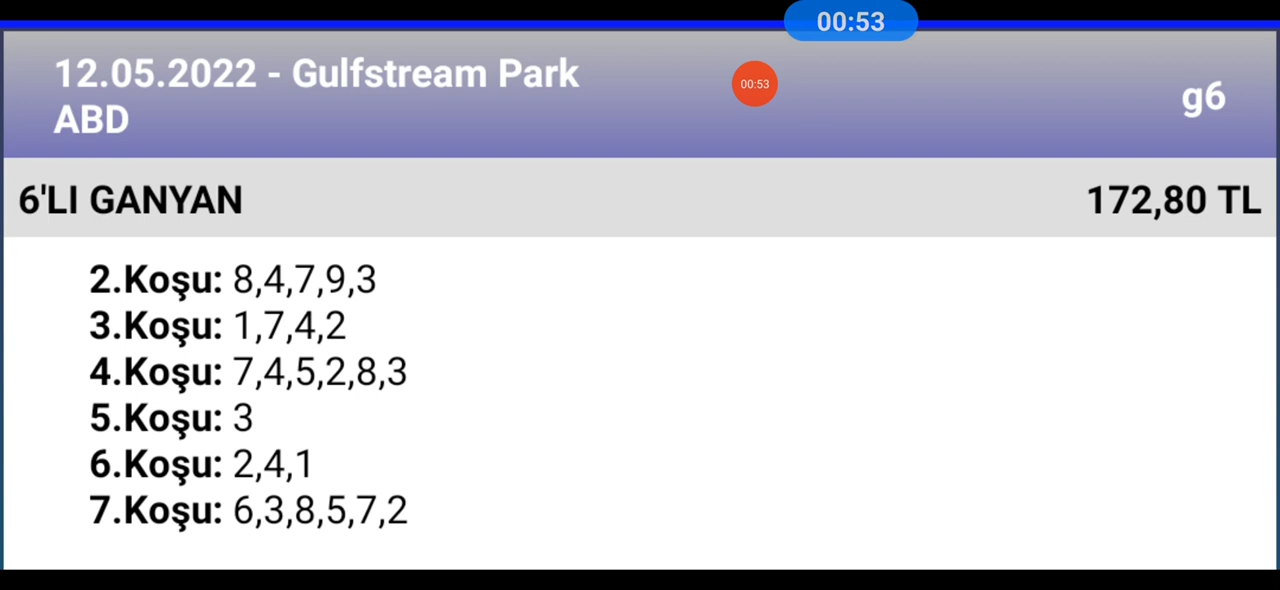 00:53
12.05.2022 - Gulfstream Park
ABD
00:53
g6
6'LI GANYAN 172,80 TL
2.Koşu: 8,4,7,9,3
3.Koşu: 1,7,4,2
4.Koşu: 7,4,5,2,8,3
5.Koşu: 3
6.Koşu: 2,4,1
7.Koşu: 6,3,8,5,7,2